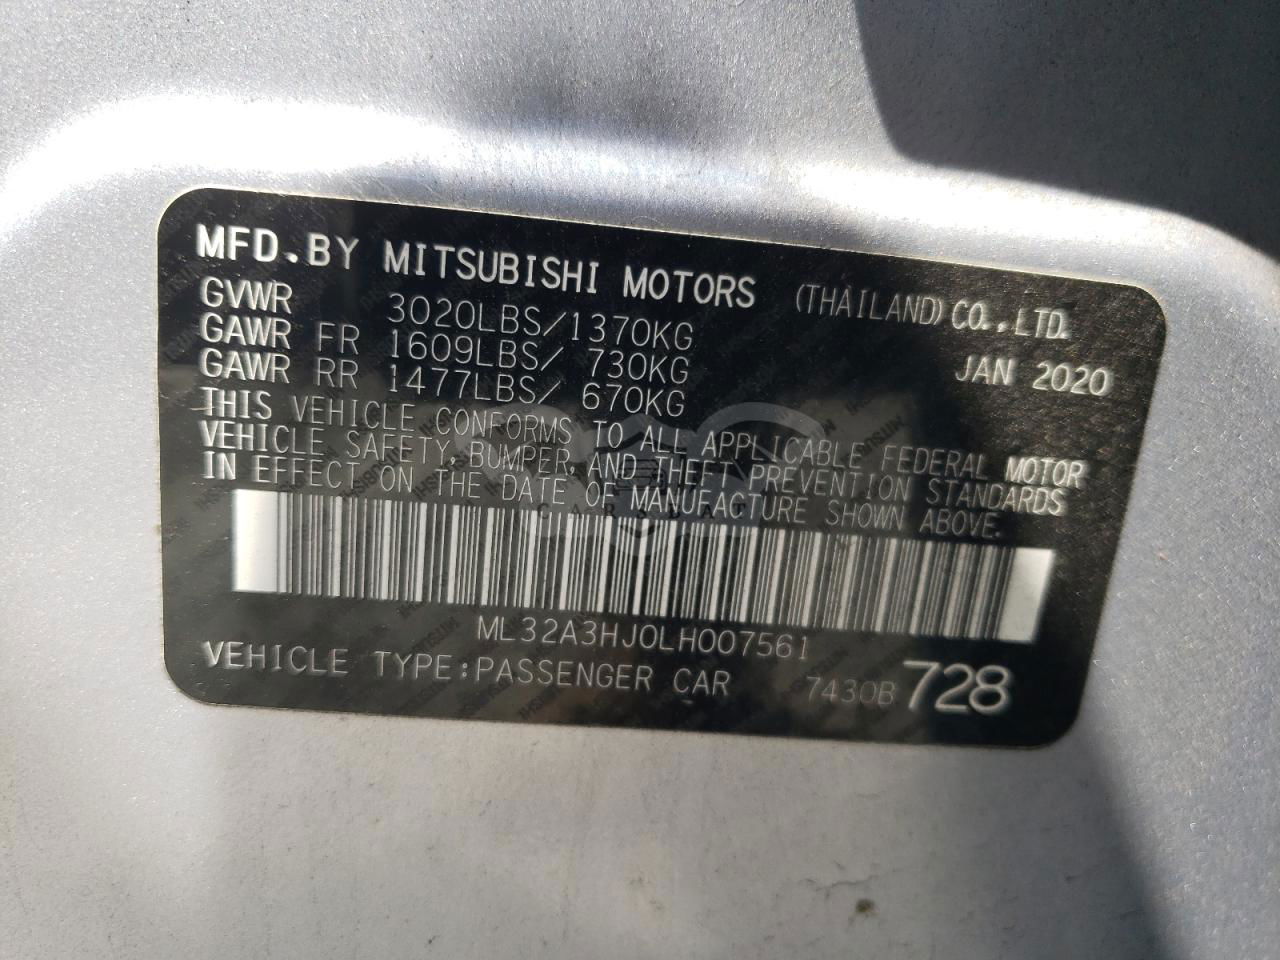 MFD.BY MITSUBISHI MOTORS (THAILAND) CO.,LTD.
GVWR 3020LBS/1370KG
GAWR FR 1609LBS/ 730KG JAN 2020
GAWR RR 1477LBS/ 670KG
THIS VEHICLE CONFORMS TO ALL APPLICABLE FEDERAL MOTOR
VEHICLE SAFETY,BUMPER,AND THEFT PREVENTION STANDARDS
IN EFFECT ON THE DATE OF MANUFACTURE SHOWN ABOVE.
ML32A3HJ0LH007561
VEHICLE TYPE:PASSENGER CAR 7430B 728